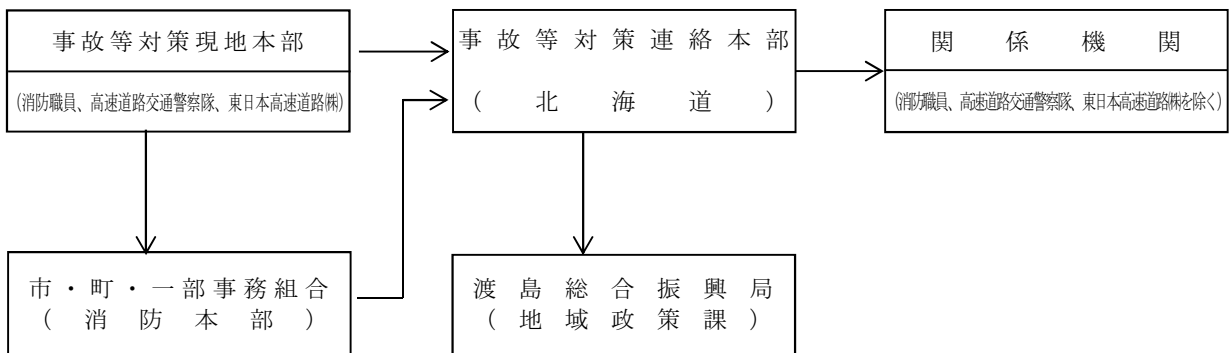 事故等対策現地本部
（消防職員、高速道路交通警察隊、東日本高速道路㈱）
事故等対策連絡本部
（北海道）
関係機関
（消防職員、高速道路交通警察隊、東日本高速道路㈱を除く）
市・町・一部事務組合
（消防本部）
渡島総合振興局
（地域政策課）